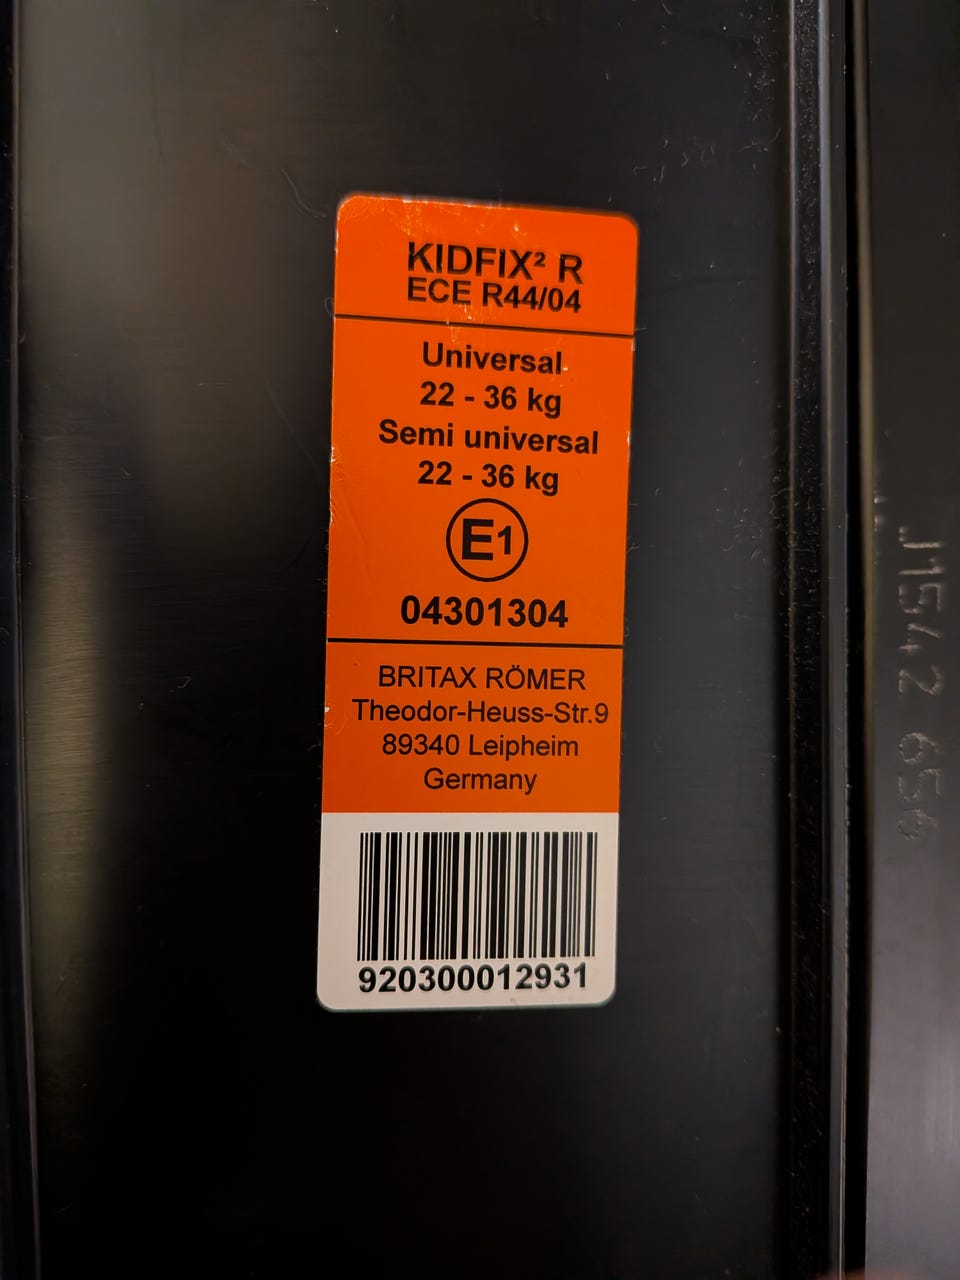 KIDFIX² R
ECE R44/04
Universal
22 - 36 kg
Semi universal
22 - 36 kg
E1
04301304
BRITAX RÖMER
Theodor-Heuss-Str.9
89340 Leipheim
Germany
920300012931